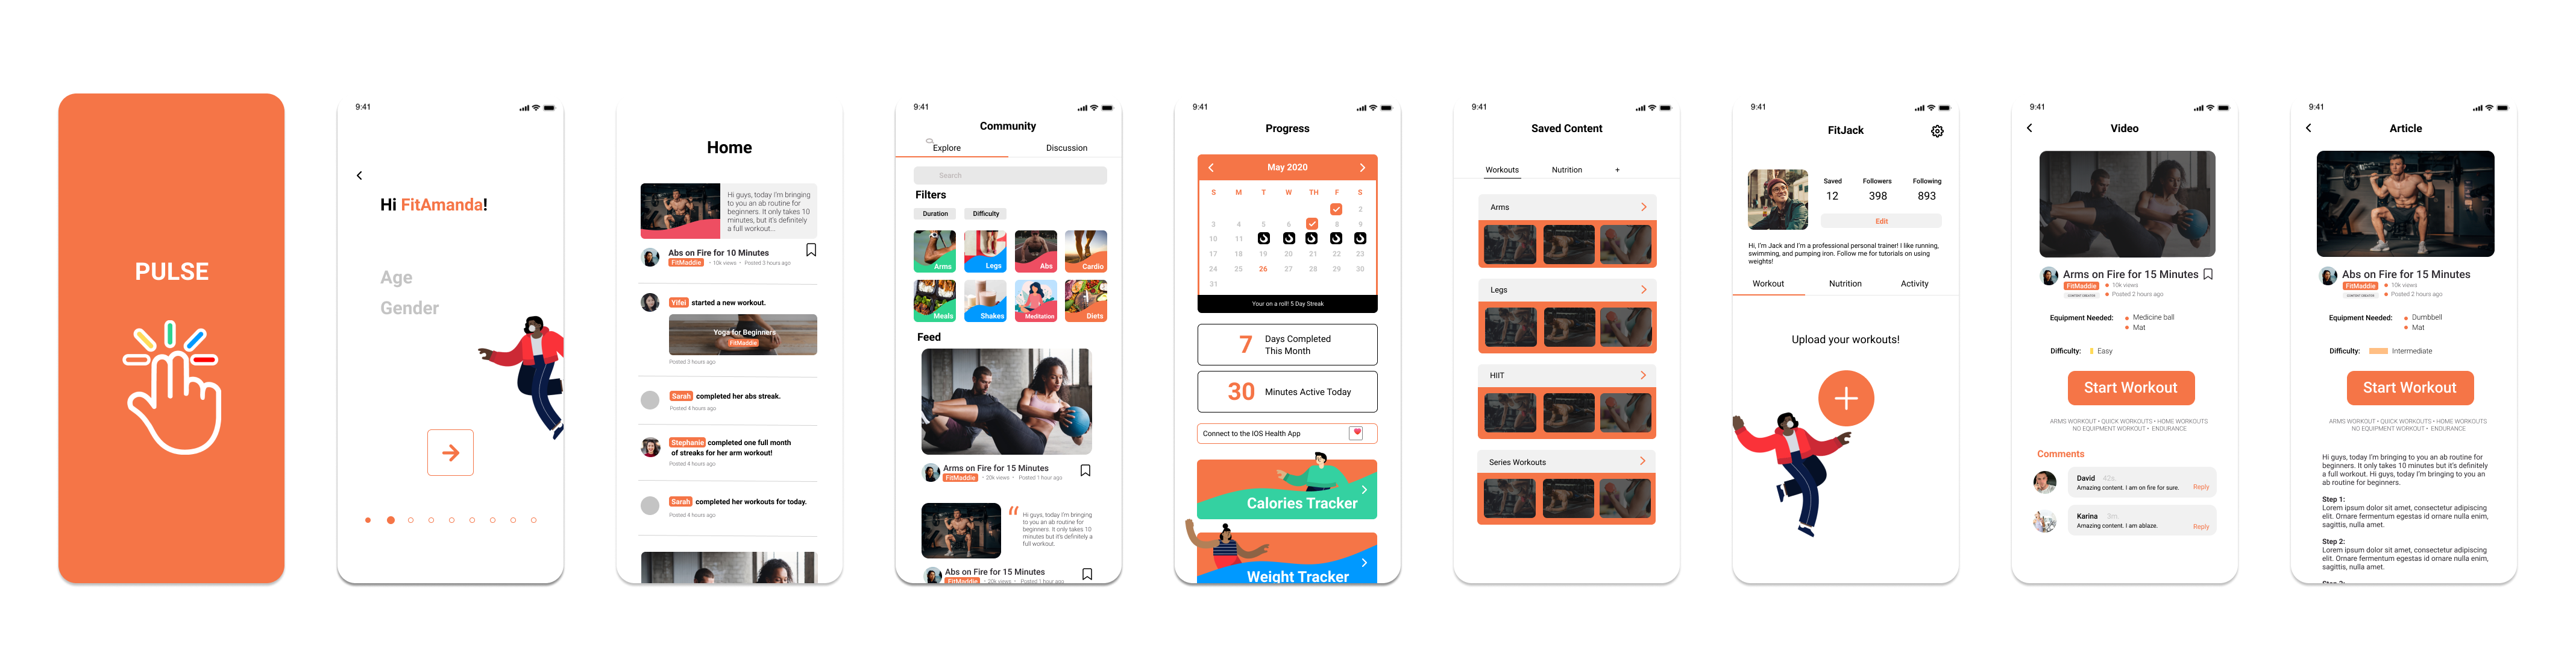 PULSE
9:41
Hi FitAmanda!
Age
Gender
Home
Hi guys, today I'm bringing
to you an ab routine for
beginners. It only takes 10
minutes, but it's definitely
a full workout...
Abs on Fire for 10 Minutes
FitMaddie • 10k views • Posted 3 hours ago
Yifei started a new workout.
Yoga for Beginners
FitMaddie
Posted 3 hours ago
Sarah completed her abs streak.
Posted 4 hours ago
Stephanie completed one full month
of streaks for her arm workout!
Posted 4 hours ago
Sarah completed her workouts for today.
Posted 4 hours ago
9:41
Community
Explore Discussion
Search
Filters
Duration Difficulty
Arms Legs Abs Cardio
Meals Shakes Meditation Diets
Feed
Arms on Fire for 15 Minutes
FitMaddie • 20k views • Posted 1 hour ago
“ Hi guys, today I'm bringing
to you an ab routine for
beginners. It only takes 10
minutes but it's definitely a
full workout.
Abs on Fire for 15 Minutes
FitMaddie • 20k views • Posted 1 hour ago
9:41
Progress
May 2020
S M T W TH F S
2
3 4 5 6 8 9
10 11
17 18 19 20 21 22 23
24 25 26 27 28 29 30
31
Your on a roll! 5 Day Streak
7 Days Completed
This Month
30 Minutes Active Today
Connect to the IOS Health App
Calories Tracker
Weight Tracker
9:41
Saved Content
Workouts Nutrition +
Arms
Legs
HIIT
Series Workouts
9:41
FitJack
Saved Followers Following
12 398 893
Edit
Hi, I'm Jack and I'm a professional personal trainer! I like running,
swimming, and pumping iron. Follow me for tutorials on using
weights!
Workout Nutrition Activity
Upload your workouts!
9:41
Video
Arms on Fire for 15 Minutes
FitMaddie • 10k views
CONTENT CREATOR • Posted 2 hours ago
Equipment Needed: • Medicine ball
• Mat
Difficulty: Easy
Start Workout
ARMS WORKOUT • QUICK WORKOUTS • HOME WORKOUTS
NO EQUIPMENT WORKOUT • ENDURANCE
Comments
David 42s.
Amazing content. I am on fire for sure. Reply
Karina 3m.
Amazing content. I am ablaze. Reply
9:41
Article
Abs on Fire for 15 Minutes
FitMaddie • 10k views
CONTENT CREATOR • Posted 2 hours ago
Equipment Needed: • Dumbbell
• Mat
Difficulty: Intermediate
Start Workout
ARMS WORKOUT • QUICK WORKOUTS • HOME WORKOUTS
NO EQUIPMENT WORKOUT • ENDURANCE
Hi guys, today I'm bringing to you an ab routine for
beginners. It only takes 10 minutes but it's definitely
a full workout. Hi guys, today I'm bringing to you an
ab routine for beginners.
Step 1:
Lorem ipsum dolor sit amet, consectetur adipiscing
elit. Ornare fermentum egestas id ornare nulla enim,
sagittis, nulla amet.
Step 2:
Lorem ipsum dolor sit amet, consectetur adipiscing
elit. Ornare fermentum egestas id ornare nulla enim,
sagittis, nulla amet.